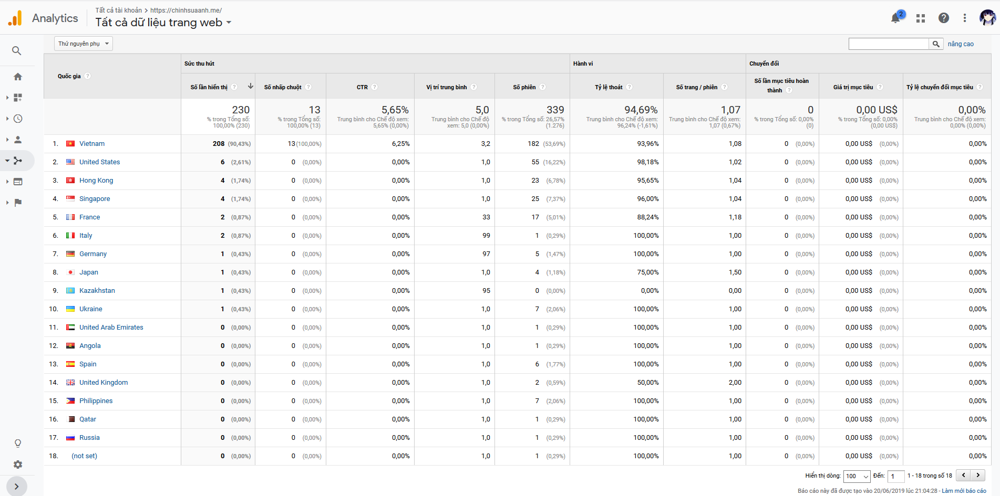 Analytics
Tất cả tài khoản > https://chinhsuaanh.me/
Tất cả dữ liệu trang web
2
Thứ nguyên phụ
nâng cao
Quốc gia
Sức thu hút
Hành vi
Chuyển đổi
Số lần hiển thị
Số nhấp chuột
CTR
Vị trí trung bình
Số phiên
Tỷ lệ thoát
Số trang / phiên
Số lần mục tiêu hoàn
thành
Giá trị mục tiêu
Tỷ lệ chuyển đổi mục tiêu
230
% trong Tổng số:
100,00% (230)
13
% trong Tổng số:
100,00% (13)
5,65%
Trung bình cho Chế độ xem:
5,65% (0,00%)
5,0
Trung bình cho Chế độ
xem: 5,0 (0,00%)
339
% trong Tổng số: 26,57%
(1.276)
94,69%
Trung bình cho Chế độ xem:
96,24% (-1,61%)
1,07
Trung bình cho Chế độ xem:
1,07 (0,67%)
0
% trong Tổng số: 0,00%
(0)
0,00 US$
% trong Tổng số: 0,00%
(0,00 US$)
0,00%
Trung bình cho Chế độ xem:
0,00% (0,00%)
1. Vietnam 208 (90,43%) 13 (100,00%) 6,25% 3,2 182 (53,69%) 93,96% 1,08 0 (0,00%) 0,00 US$ (0,00%) 0,00%
2. United States 6 (2,61%) 0 (0,00%) 0,00% 1,0 55 (16,22%) 98,18% 1,02 0 (0,00%) 0,00 US$ (0,00%) 0,00%
3. Hong Kong 4 (1,74%) 0 (0,00%) 0,00% 1,0 23 (6,78%) 95,65% 1,04 0 (0,00%) 0,00 US$ (0,00%) 0,00%
4. Singapore 4 (1,74%) 0 (0,00%) 0,00% 1,0 25 (7,37%) 96,00% 1,04 0 (0,00%) 0,00 US$ (0,00%) 0,00%
5. France 2 (0,87%) 0 (0,00%) 0,00% 33 17 (5,01%) 88,24% 1,18 0 (0,00%) 0,00 US$ (0,00%) 0,00%
6. Italy 2 (0,87%) 0 (0,00%) 0,00% 99 1 (0,29%) 100,00% 1,00 0 (0,00%) 0,00 US$ (0,00%) 0,00%
7. Germany 1 (0,43%) 0 (0,00%) 0,00% 97 5 (1,47%) 100,00% 1,00 0 (0,00%) 0,00 US$ (0,00%) 0,00%
8. Japan 1 (0,43%) 0 (0,00%) 0,00% 1,0 4 (1,18%) 75,00% 1,50 0 (0,00%) 0,00 US$ (0,00%) 0,00%
9. Kazakhstan 1 (0,43%) 0 (0,00%) 0,00% 95 0 (0,00%) 0,00% 0,00 0 (0,00%) 0,00 US$ (0,00%) 0,00%
10. Ukraine 1 (0,43%) 0 (0,00%) 0,00% 1,0 7 (2,06%) 100,00% 1,00 0 (0,00%) 0,00 US$ (0,00%) 0,00%
11. United Arab Emirates 0 (0,00%) 0 (0,00%) 0,00% 1,0 1 (0,29%) 100,00% 1,00 0 (0,00%) 0,00 US$ (0,00%) 0,00%
12. Angola 0 (0,00%) 0 (0,00%) 0,00% 1,0 1 (0,29%) 100,00% 1,00 0 (0,00%) 0,00 US$ (0,00%) 0,00%
13. Spain 0 (0,00%) 0 (0,00%) 0,00% 1,0 6 (1,77%) 100,00% 1,00 0 (0,00%) 0,00 US$ (0,00%) 0,00%
14. United Kingdom 0 (0,00%) 0 (0,00%) 0,00% 1,0 2 (0,59%) 50,00% 2,00 0 (0,00%) 0,00 US$ (0,00%) 0,00%
15. Philippines 0 (0,00%) 0 (0,00%) 0,00% 1,0 7 (2,06%) 100,00% 1,00 0 (0,00%) 0,00 US$ (0,00%) 0,00%
16. Qatar 0 (0,00%) 0 (0,00%) 0,00% 1,0 1 (0,29%) 100,00% 1,00 0 (0,00%) 0,00 US$ (0,00%) 0,00%
17. Russia 0 (0,00%) 0 (0,00%) 0,00% 1,0 1 (0,29%) 100,00% 1,00 0 (0,00%) 0,00 US$ (0,00%) 0,00%
18. (not set) 0 (0,00%) 0 (0,00%) 0,00% 1,0 1 (0,29%) 100,00% 1,00 0 (0,00%) 0,00 US$ (0,00%) 0,00%
Hiển thị dòng: 100 Đến: 1 1 - 18 trong số 18
Báo cáo này đã được tạo vào 20/06/2019 lúc 21:04:28 - Làm mới báo cáo